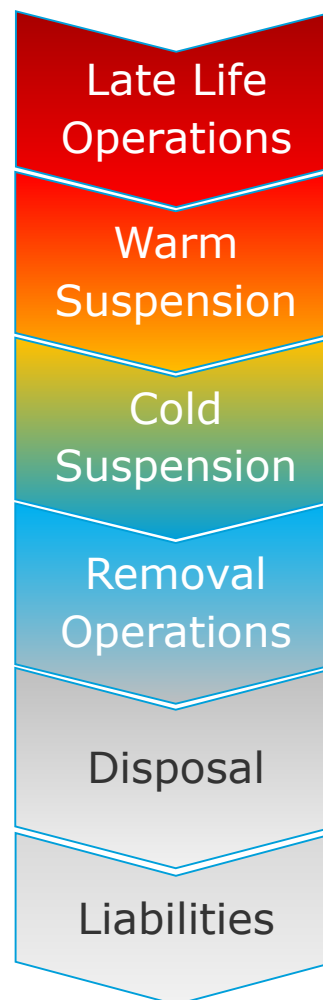 Late Life
Operations
Warm
Suspension
Cold
Suspension
Removal
Operations
Disposal
Liabilities